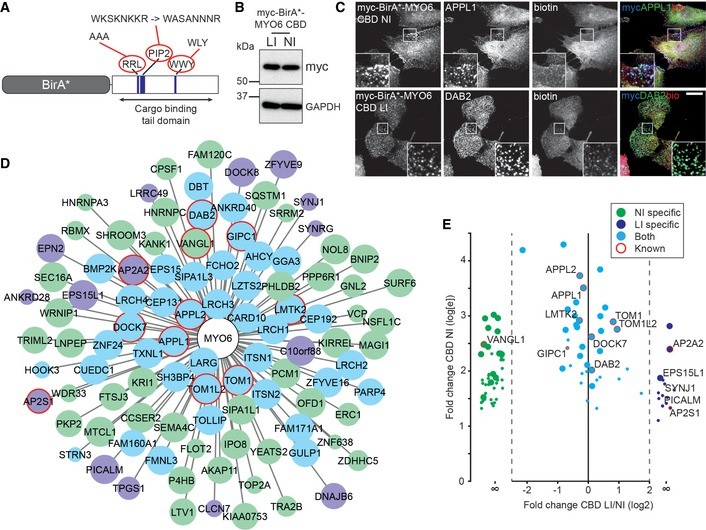 A
WKSKNKKR -> WASANNNR
AAA
WLY
RRL
PIP2
WWY
BirA*
Cargo binding
tail domain
B
myc-BirA*-
MYO6 CBD
LI NI
kDa
myc
50
37
GAPDH
C
myc-BirA*-MYO6
CBD NI
APPL1
biotin
mycAPPL1bio
myc-BirA*-MYO6
CBD LI
DAB2
biotin
mycDAB2bio
D
FAM120C
ZFYVE9
CPSF1
DBT
DOCK8
LRRC49
ANKRD40
SQSTM1
SYNJ1
HNRNPA3
HNRNPC
DAB2
SRRM2
RBMX
SHROOM3
VANGL1
GIPC1
SYNRG
KANK1
AHCY
NOL8
EPN2
BMP2K
AP2A2
EPS15
FCHO2
GGA3
BNIP2
SIPA1L3
PPP6R1
SEC16A
LZTS2
PHLDB2
GNL2
SURF6
ANKRD28
EPS15L1
LRCH4
CEP131
LRCH3
LMTK2
VCP
WRNIP1
APPL2
CARD10
CEP192
NSFL1C
DOCK7
LRCH1
TRIML2
LNPEP
ZNF24
APPL1
MYO6
KIRREL
MAGI1
TXNL1
C10orf88
HOOK3
CUEDC1
LARG
ITSN1
LRCH2
SH3BP4
PCM1
ZFYVE16
WDR33
KRI1
TOM1
PARP4
AP2S1
FTSJ3
TOM1L2
ITSN2
OFD1
CCSER2
SIPA1L1
ERC1
PKP2
MTCL1
SEMA4C
TOLLIP
FAM171A1
FAM160A1
IPO8
ZNF638
STRN3
FLOT2
YEATS2
GULP1
ZDHHC5
PICALM
FMNL3
AKAP11
P4HB
TOP2A
TPGS1
DNAJB6
LTV1
CLCN7
TRA2B
KIAA0753
E
NI specific
LI specific
Both
Known
Fold change CBD NI (log[e])
5
4
3
2
1
0
APPL2
APPL1
LMTK2
TOM1
TOM1L2
VANGL1
DOCK7
GIPC1
DAB2
AP2A2
EPS15L1
SYNJ1
PICALM
AP2S1
∞ -2 -1 0 1 2 ∞
Fold change CBD LI/NI (log2)